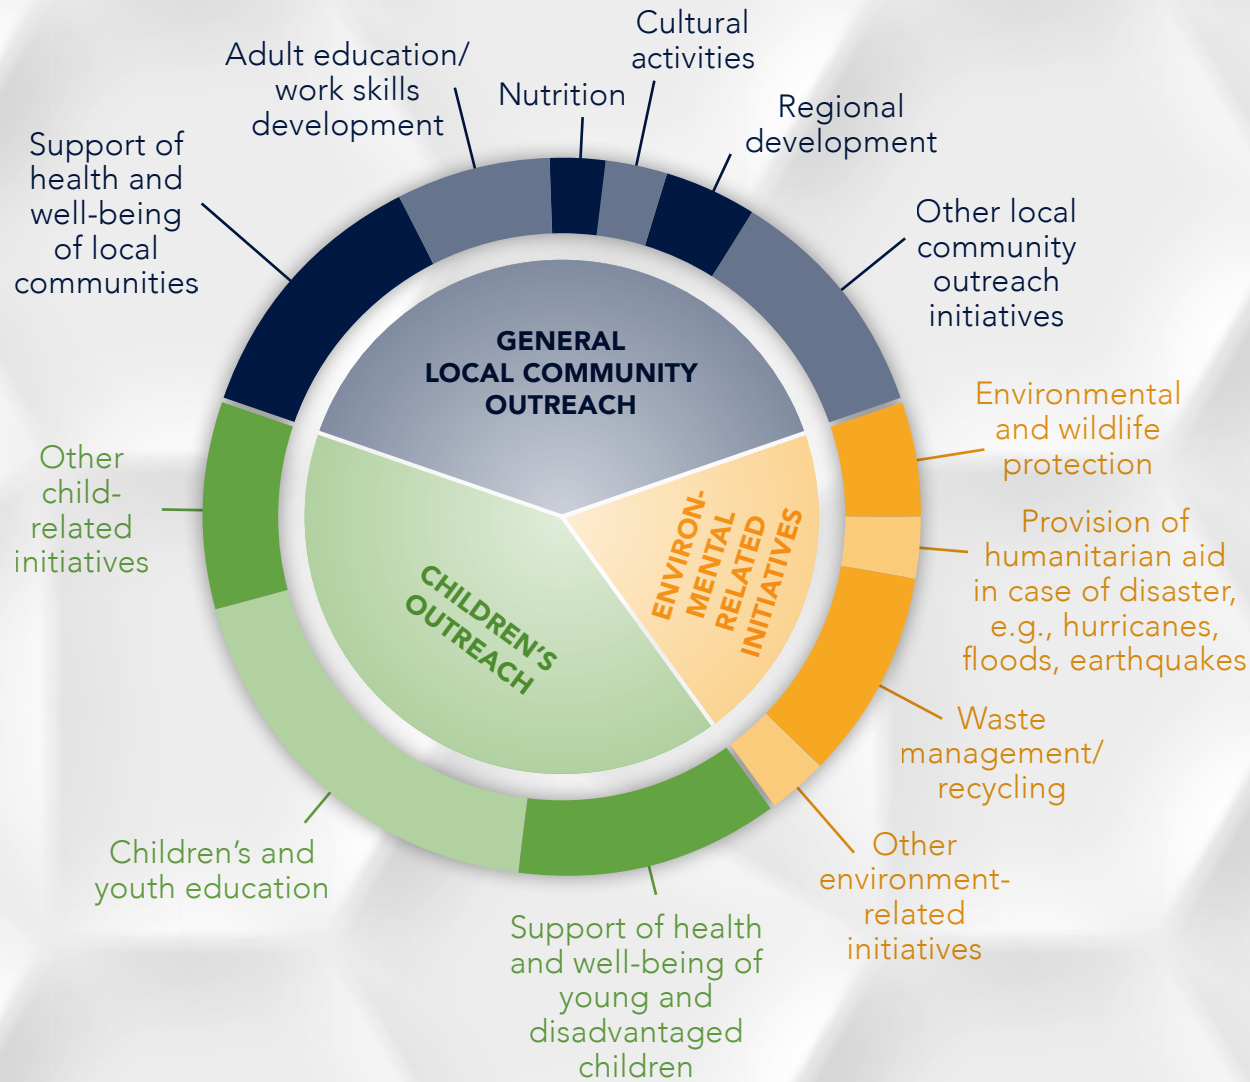 Cultural
activities
Adult education/
work skills
development
Nutrition
Regional
development
Support of
health and
well-being
of local
communities
Other local
community
outreach
initiatives
GENERAL
LOCAL COMMUNITY
OUTREACH
Environmental
and wildlife
protection
Other
child-
related
initiatives
ENVIRON-
MENTAL
RELATED
INITIATIVES
Provision of
humanitarian aid
in case of disaster,
e.g., hurricanes,
floods, earthquakes
CHILDREN'S
OUTREACH
Waste
management/
recycling
Children's and
youth education
Other
environment-
related
initiatives
Support of health
and well-being of
young and
disadvantaged
children